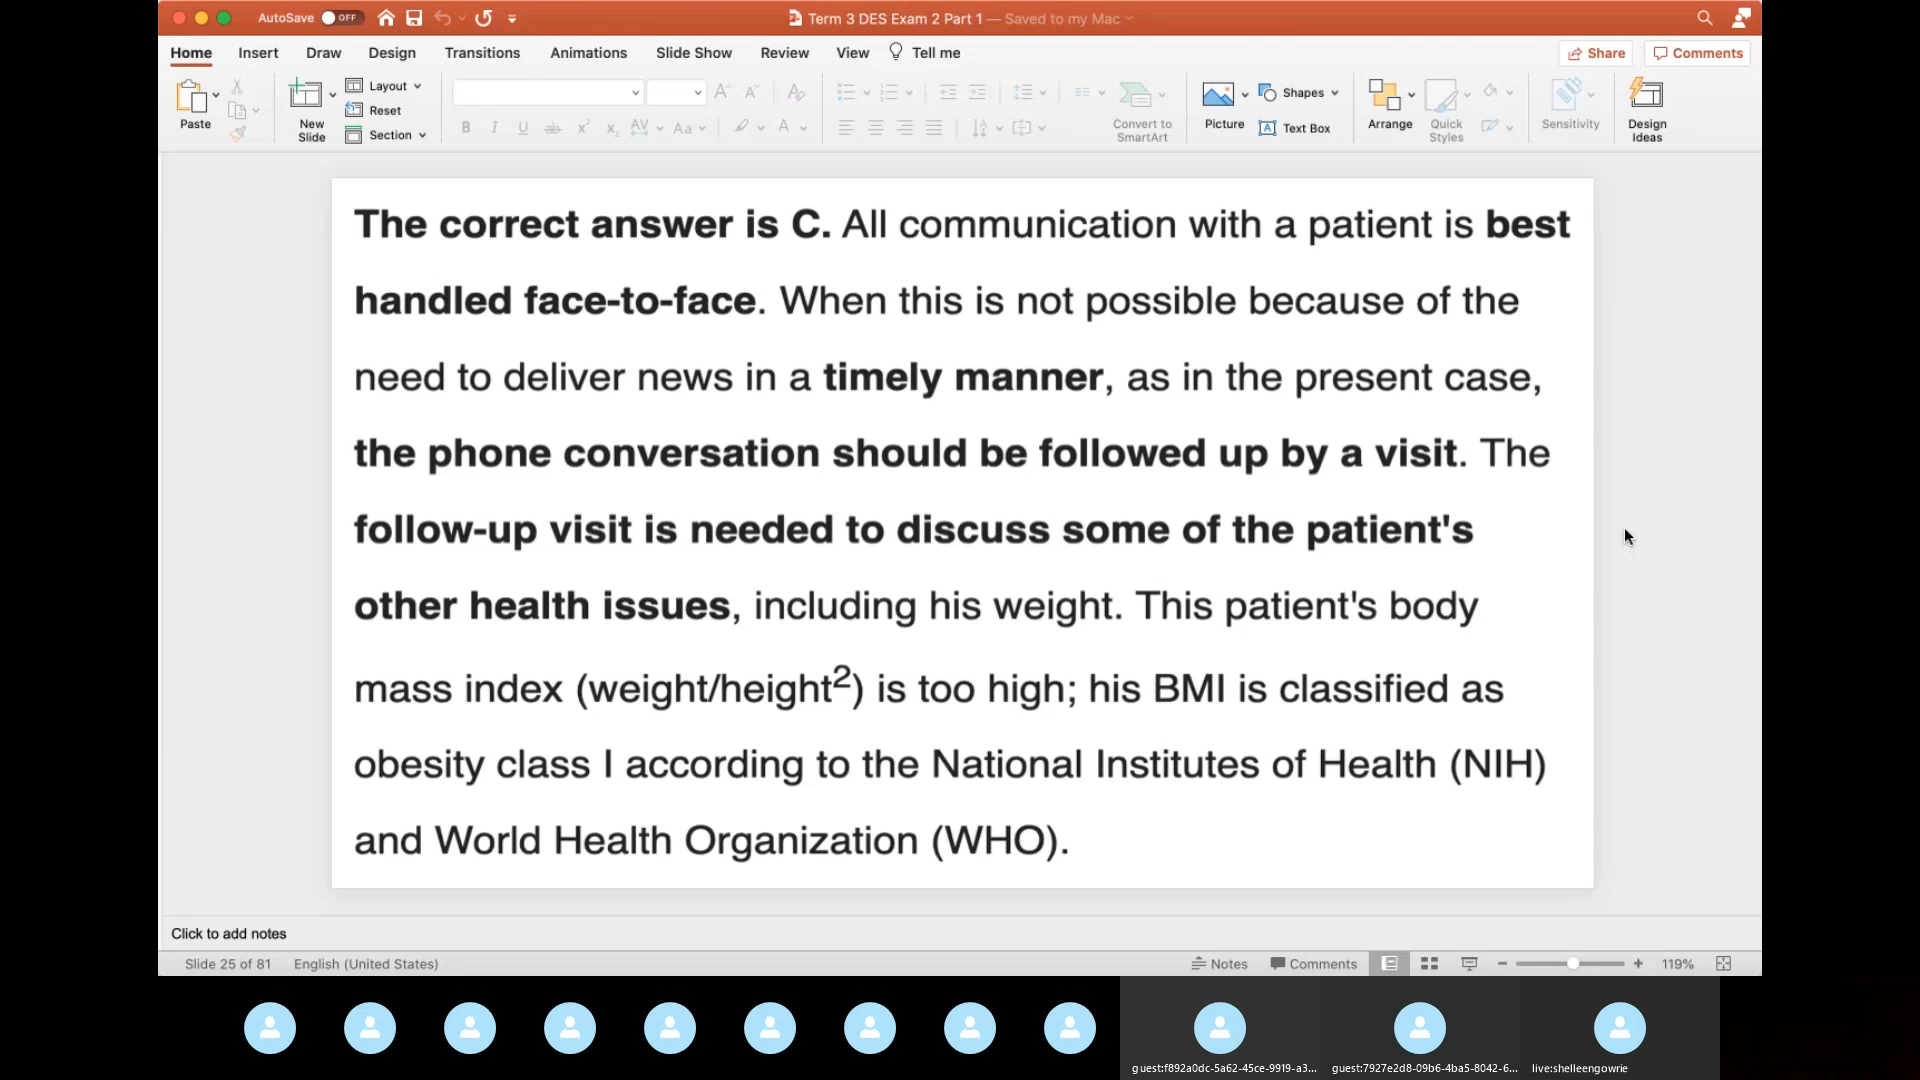 AutoSave OFF
Term 3 DES Exam 2 Part 1 — Saved to my Mac
Home Insert Draw Design Transitions Animations Slide Show Review View Tell me
Share Comments
Paste
New Slide
Layout
Reset
Section
B I U ab x² x₂ AV Aa A
Convert to SmartArt
Picture
Shapes
Text Box
Arrange
Quick Styles
Sensitivity
Design Ideas
The correct answer is C. All communication with a patient is best
handled face-to-face. When this is not possible because of the
need to deliver news in a timely manner, as in the present case,
the phone conversation should be followed up by a visit. The
follow-up visit is needed to discuss some of the patient's
other health issues, including his weight. This patient's body
mass index (weight/height²) is too high; his BMI is classified as
obesity class I according to the National Institutes of Health (NIH)
and World Health Organization (WHO).
Click to add notes
Slide 25 of 81 English (United States) Notes Comments 119%
guest:f892a0dc-5a62-45ce-9919-a3... guest:7927e2d8-09b6-4ba5-8042-6... live:shelleengowrie